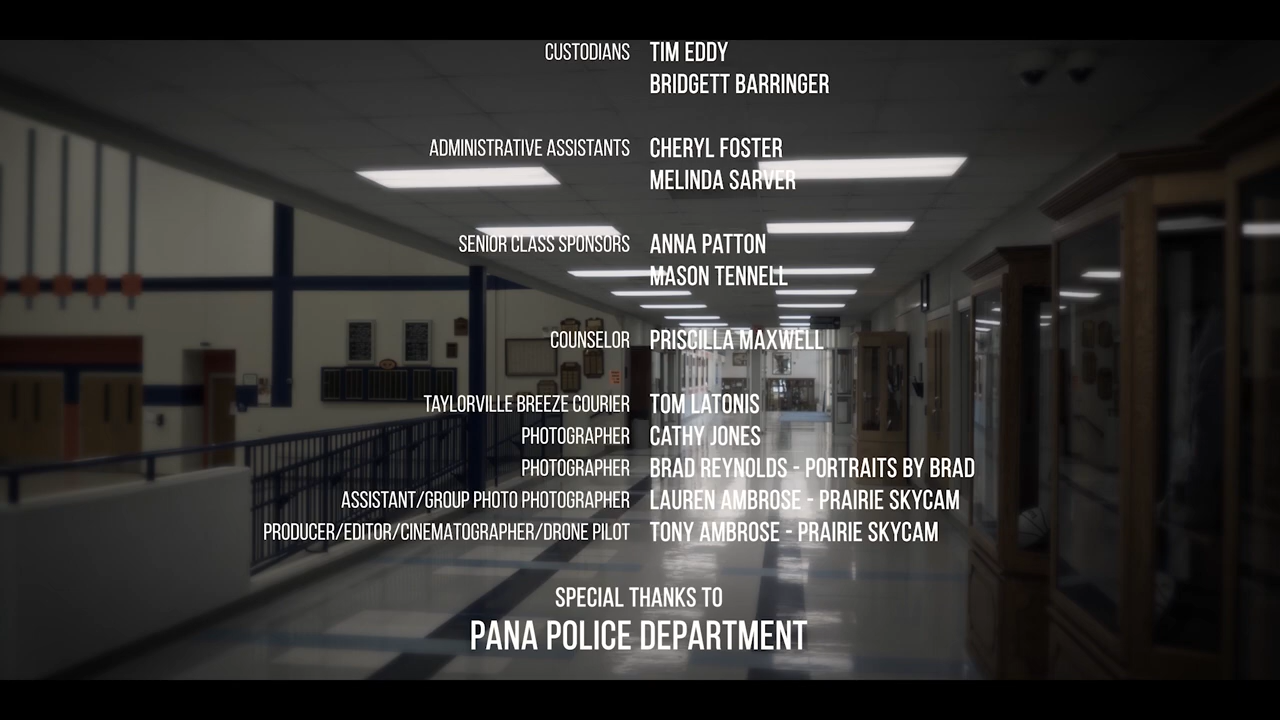 CUSTODIANS TIM EDDY
BRIDGETT BARRINGER
ADMINISTRATIVE ASSISTANTS CHERYL FOSTER
MELINDA SARVER
SENIOR CLASS SPONSORS ANNA PATTON
MASON TENNELL
COUNSELOR PRISCILLA MAXWELL
TAYLORVILLE BREEZE COURIER TOM LATONIS
PHOTOGRAPHER CATHY JONES
PHOTOGRAPHER BRAD REYNOLDS - PORTRAITS BY BRAD
ASSISTANT/GROUP PHOTO PHOTOGRAPHER LAUREN AMBROSE - PRAIRIE SKYCAM
PRODUCER/EDITOR/CINEMATOGRAPHER/DRONE PILOT TONY AMBROSE - PRAIRIE SKYCAM
SPECIAL THANKS TO
PANA POLICE DEPARTMENT